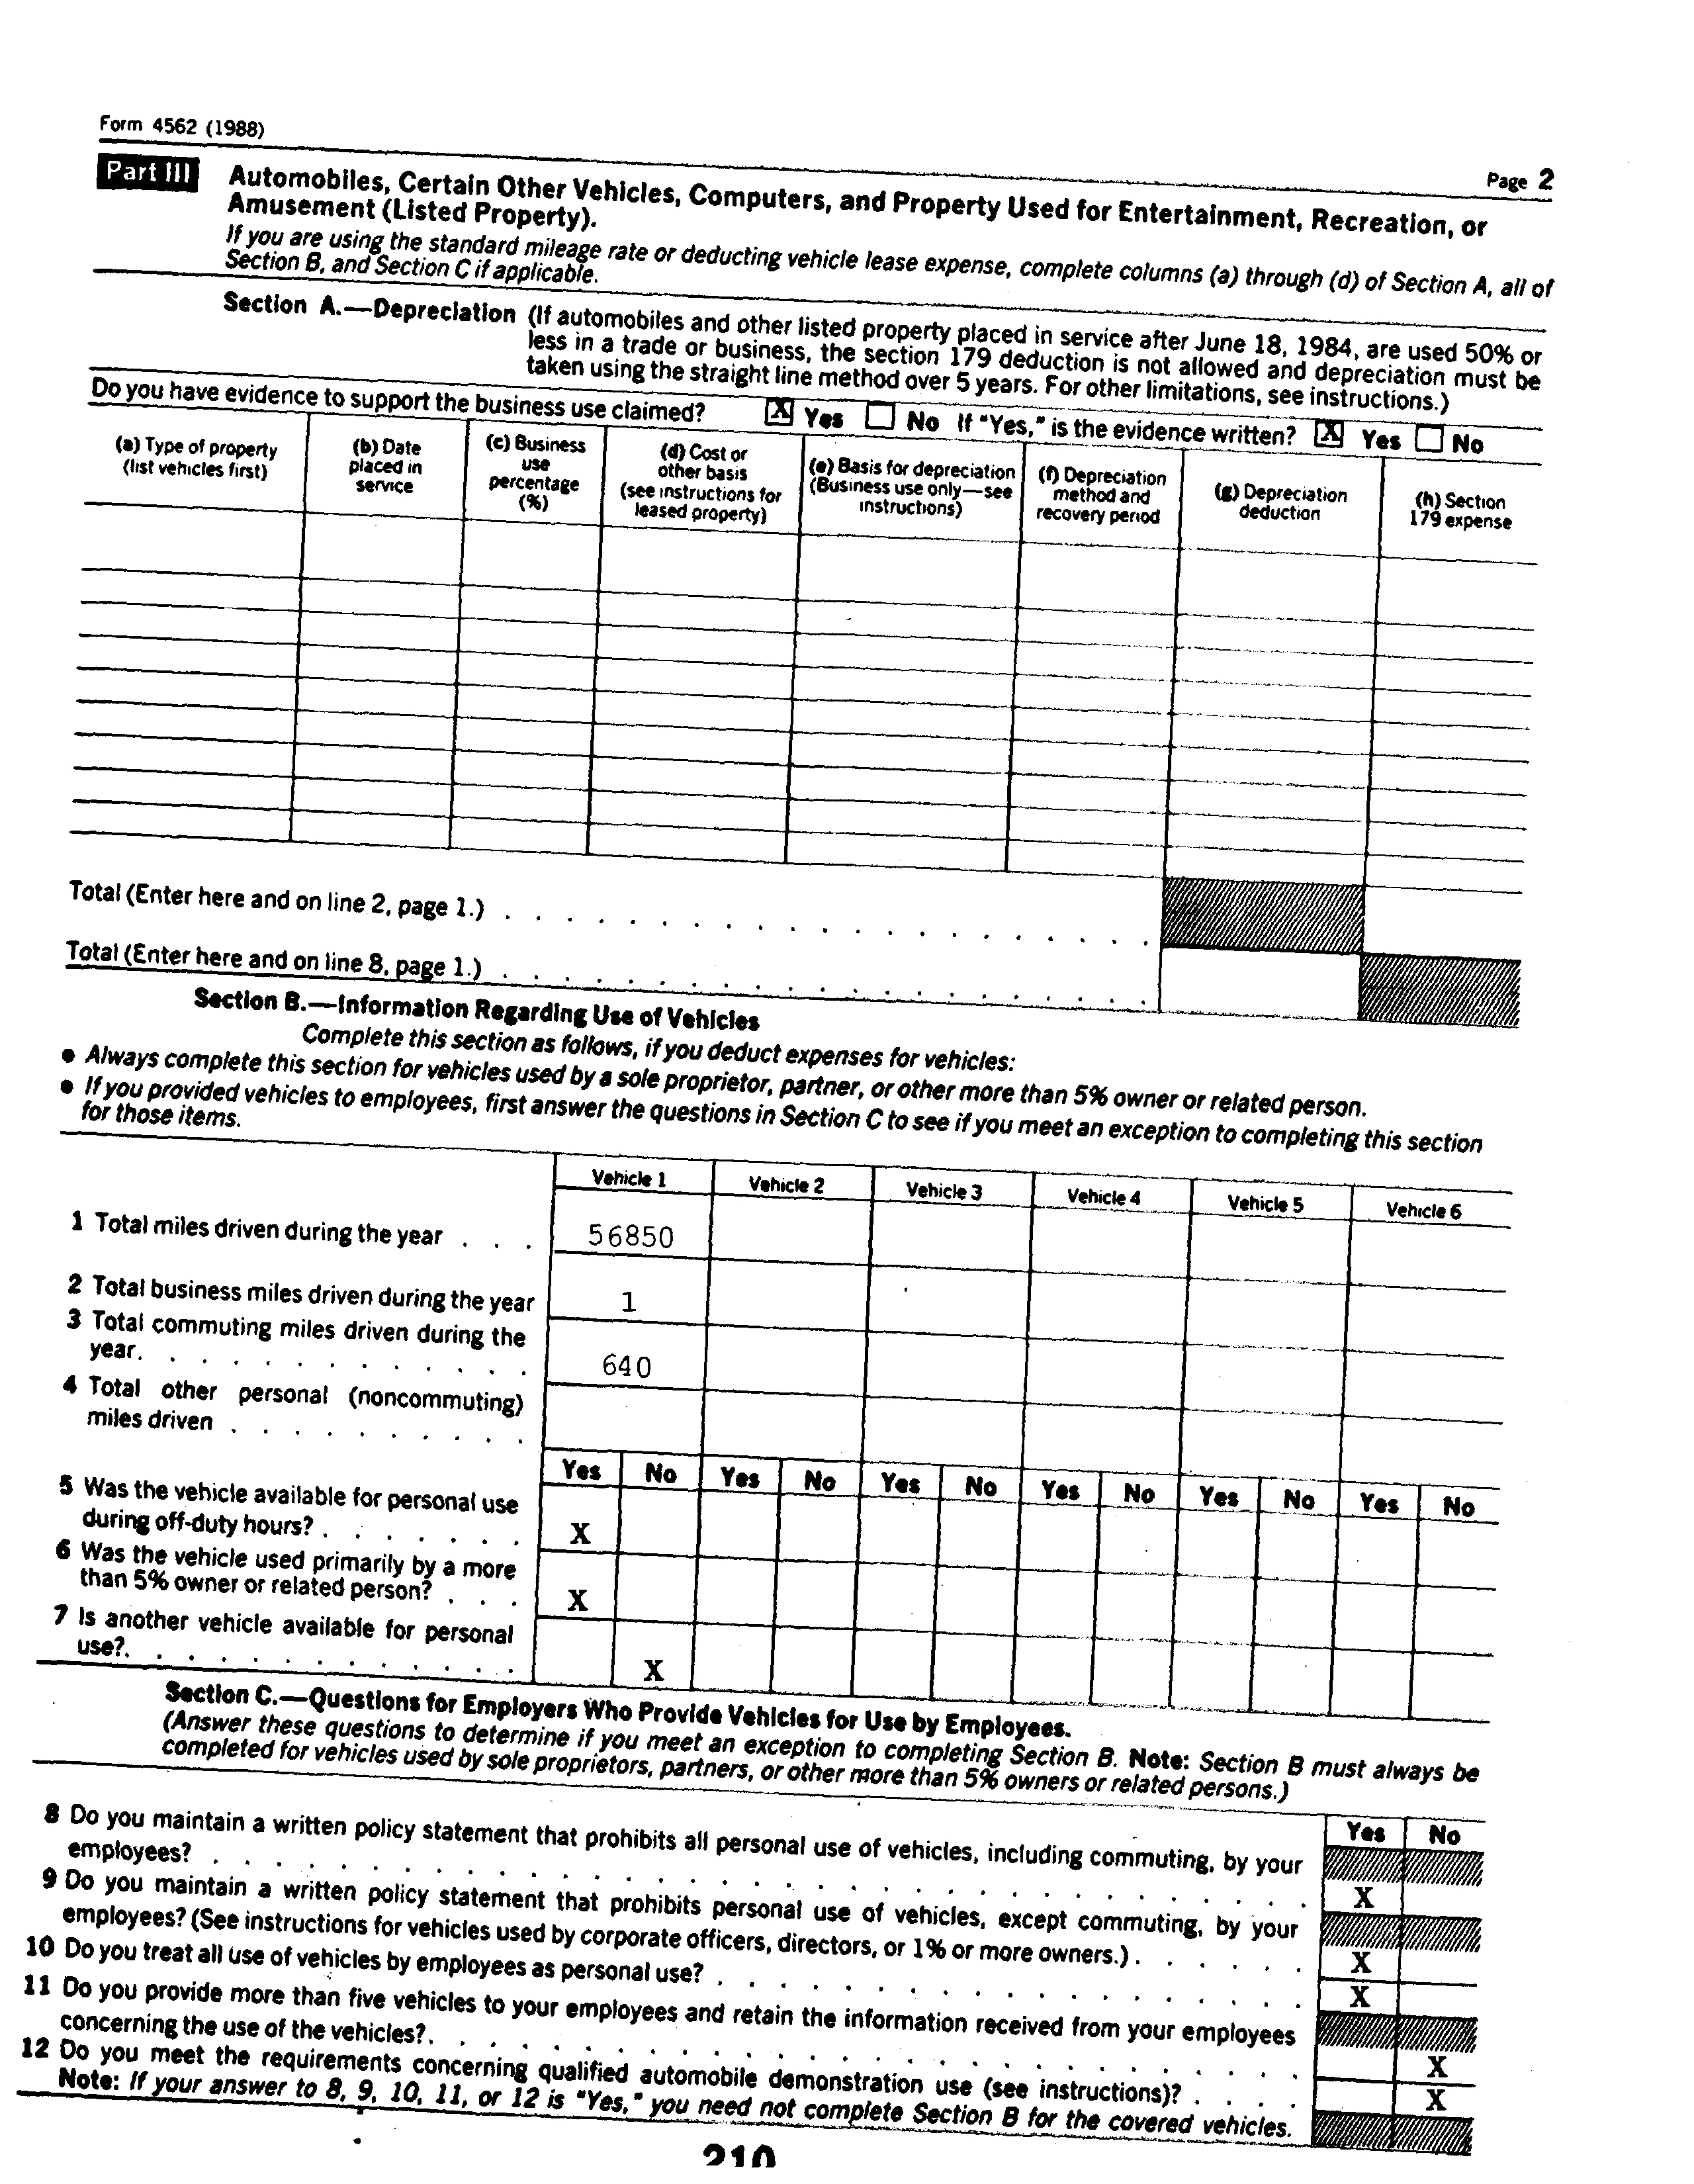 Form 4562 (1988)
Page 2
Part III Automobiles, Certain Other Vehicles, Computers, and Property Used for Entertainment, Recreation, or
Amusement (Listed Property).
If you are using the standard mileage rate or deducting vehicle lease expense, complete columns (a) through (d) of Section A, all of
Section B, and Section C if applicable.
Section A.—Depreciation (If automobiles and other listed property placed in service after June 18, 1984, are used 50% or
less in a trade or business, the section 179 deduction is not allowed and depreciation must be
taken using the straight line method over 5 years. For other limitations, see instructions.)
Do you have evidence to support the business use claimed? X Yes No If "Yes," is the evidence written? X Yes No
(a) Type of property
(list vehicles first)
(b) Date
placed in
service
(c) Business
use
percentage
(%)
(d) Cost or
other basis
(see instructions for
leased property)
(e) Basis for depreciation
(Business use only—see
instructions)
(f) Depreciation
method and
recovery period
(g) Depreciation
deduction
(h) Section
179 expense
Total (Enter here and on line 2, page 1.)
Total (Enter here and on line 8, page 1.)
Section B.—Information Regarding Use of Vehicles
Complete this section as follows, if you deduct expenses for vehicles:
● Always complete this section for vehicles used by a sole proprietor, partner, or other more than 5% owner or related person.
● If you provided vehicles to employees, first answer the questions in Section C to see if you meet an exception to completing this section
for those items.
Vehicle 1 Vehicle 2 Vehicle 3 Vehicle 4 Vehicle 5 Vehicle 6
1 Total miles driven during the year . . . 56850
2 Total business miles driven during the year 1
3 Total commuting miles driven during the
year. . . . . . . . . . . . . 640
4 Total other personal (noncommuting)
miles driven . . . . . . . . . .
Yes No Yes No Yes No Yes No Yes No Yes No
5 Was the vehicle available for personal use
during off-duty hours? . . . . . . . X
6 Was the vehicle used primarily by a more
than 5% owner or related person? . . . X
7 Is another vehicle available for personal
use?. . . . . . . . . . . . . X
Section C.—Questions for Employers Who Provide Vehicles for Use by Employees.
(Answer these questions to determine if you meet an exception to completing Section B. Note: Section B must always be
completed for vehicles used by sole proprietors, partners, or other more than 5% owners or related persons.)
Yes No
8 Do you maintain a written policy statement that prohibits all personal use of vehicles, including commuting, by your
employees? X
9 Do you maintain a written policy statement that prohibits personal use of vehicles, except commuting, by your
employees? (See instructions for vehicles used by corporate officers, directors, or 1% or more owners.) . . . . . . X
10 Do you treat all use of vehicles by employees as personal use? X
11 Do you provide more than five vehicles to your employees and retain the information received from your employees
concerning the use of the vehicles?. X
12 Do you meet the requirements concerning qualified automobile demonstration use (see instructions)? . . . . X
Note: If your answer to 8, 9, 10, 11, or 12 is "Yes," you need not complete Section B for the covered vehicles.